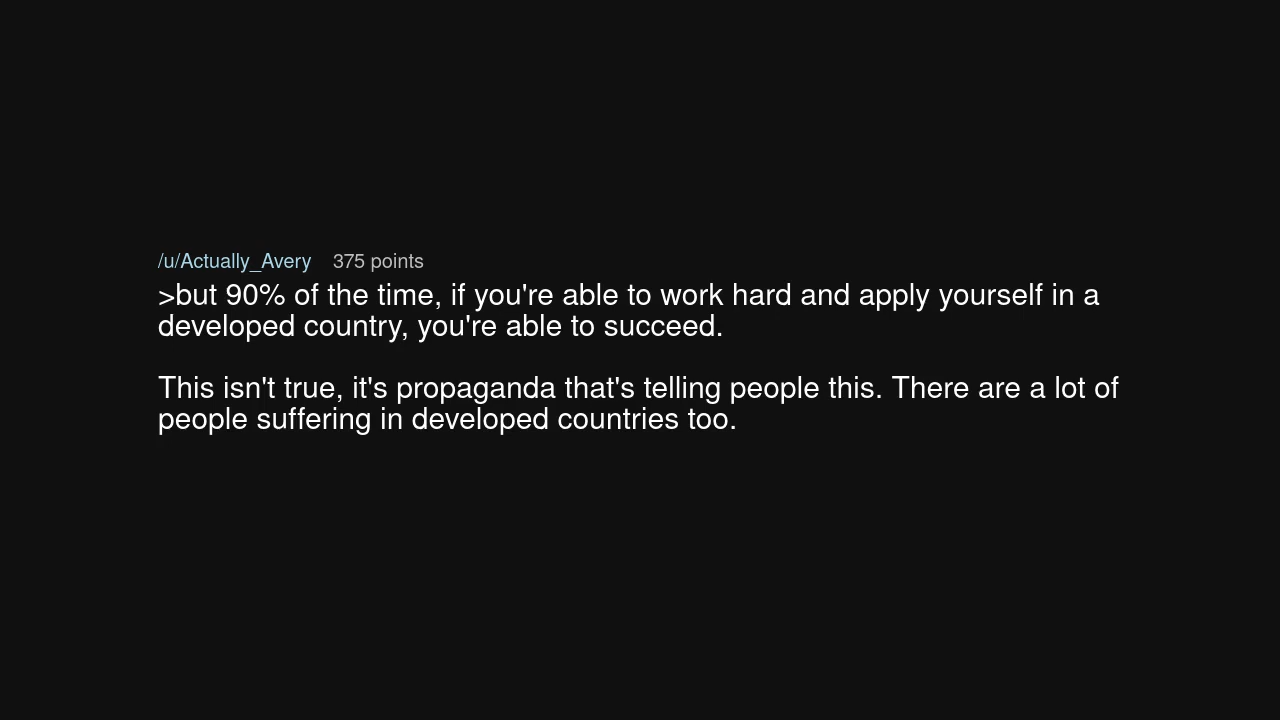 /u/Actually_Avery 375 points
>but 90% of the time, if you're able to work hard and apply yourself in a
developed country, you're able to succeed.
This isn't true, it's propaganda that's telling people this. There are a lot of
people suffering in developed countries too.